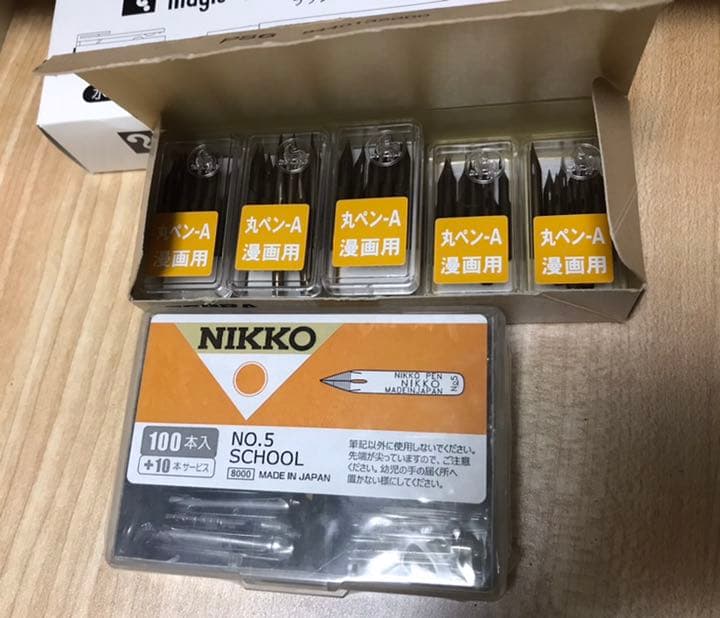 magic
PS6
丸ペン-A
漫画用
丸ペン-A
漫画用
丸ペン-A
漫画用
丸ペン-A
漫画用
丸ペン-A
漫画用
NIKKO
NIKKO PEN
NIKKO
MADE IN JAPAN
No5
100本入
+10本サービス
NO.5
SCHOOL
8000 MADE IN JAPAN
筆記以外に使用しないでください。
先端が尖っていますので、ご注意
ください。幼児の手の届く所へ
置かない様にしてください。